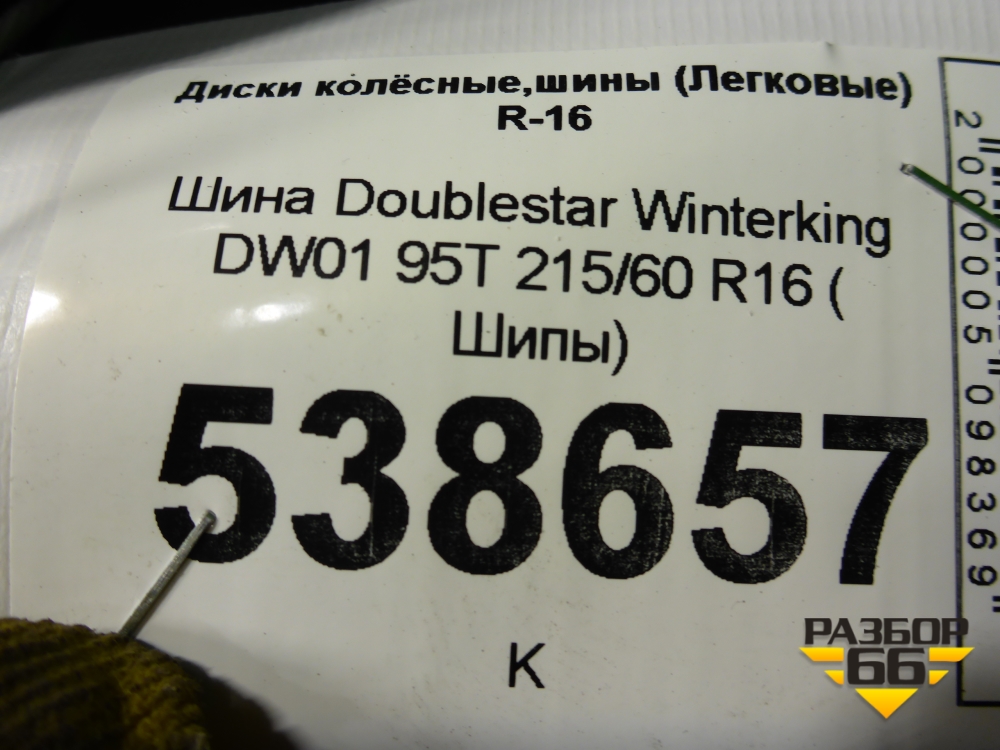 Диски колёсные,шины (Легковые)
R-16
Шина Doublestar Winterking
DW01 95T 215/60 R16 (
Шипы)
538657
К
2000005098369
РАЗБОР
66